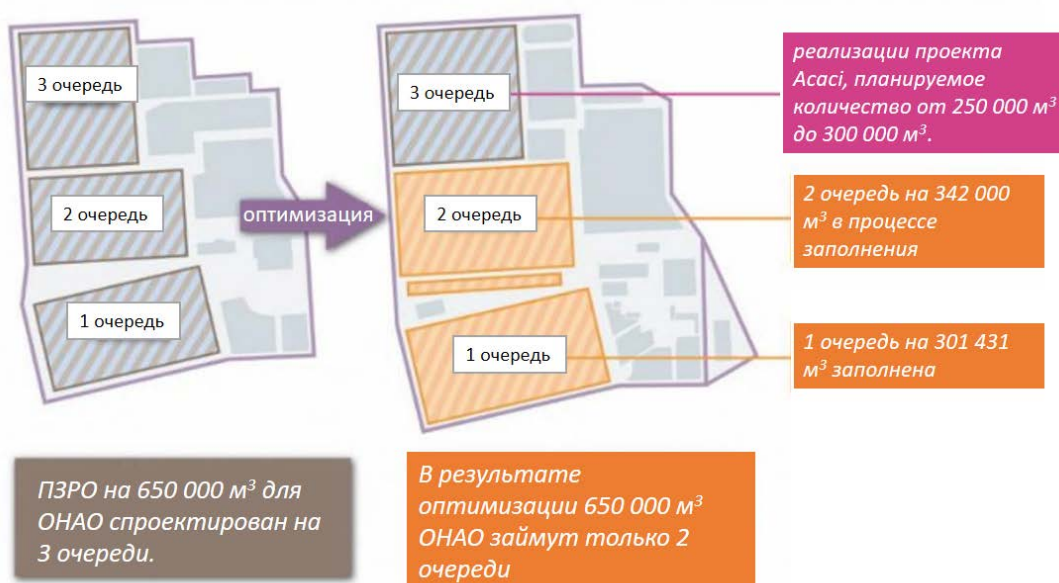 3 очередь
2 очередь
1 очередь
оптимизация
3 очередь
2 очередь
1 очередь
реализации проекта
Acaci, планируемое
количество от 250 000 м³
до 300 000 м³.
2 очередь на 342 000
м³ в процессе
заполнения
1 очередь на 301 431
м³ заполнена
ПЗРО на 650 000 м³ для
ОНАО спроектирован на
3 очереди.
В результате
оптимизации 650 000 м³
ОНАО займут только 2
очереди